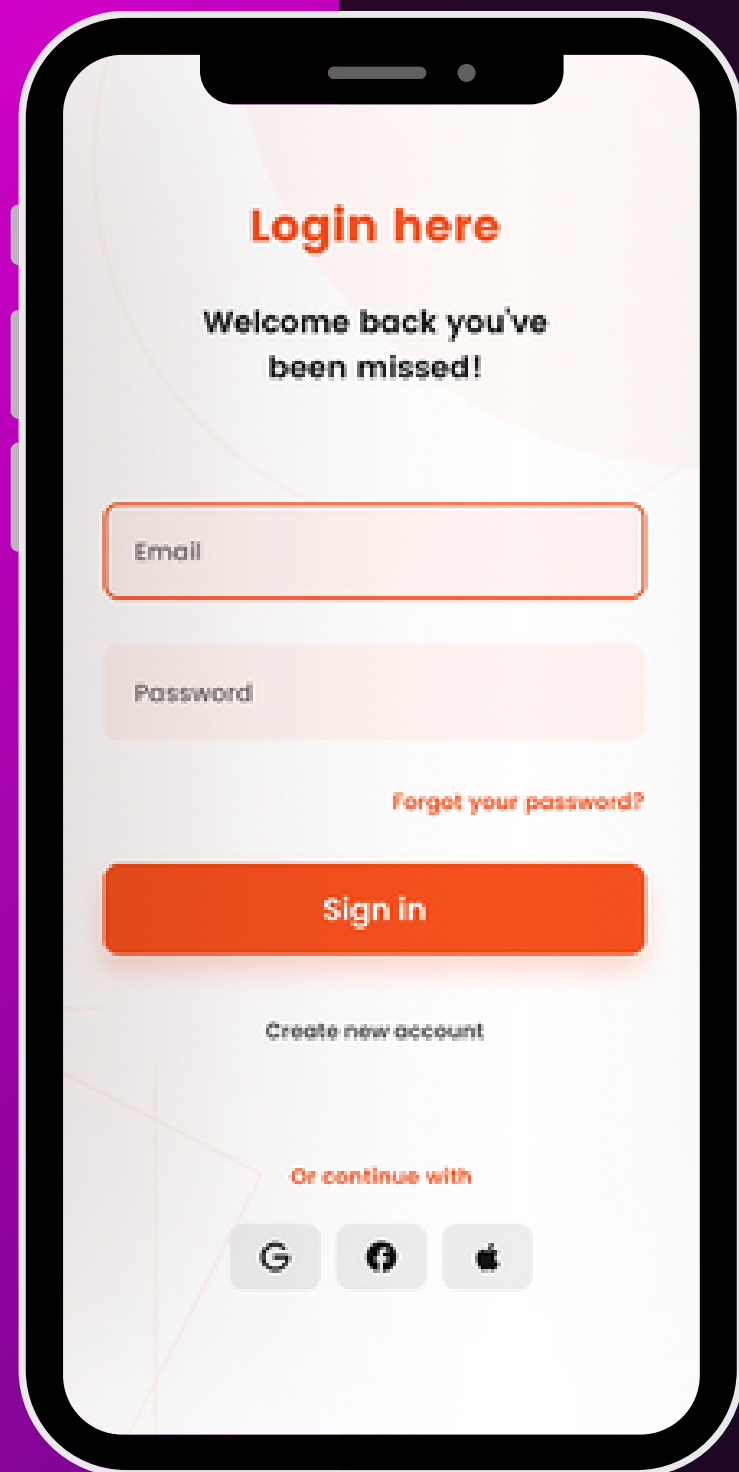 Login here
Welcome back you've
been missed!
Email
Password
Forgot your password?
Sign in
Create new account
Or continue with